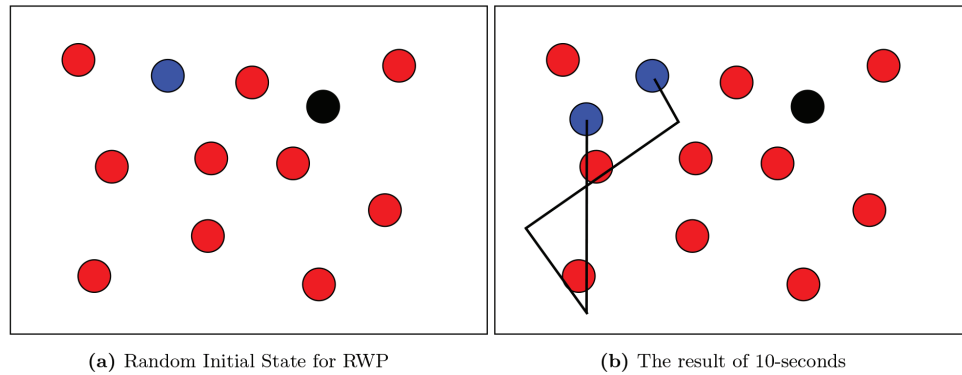 (a) Random Initial State for RWP
(b) The result of 10-seconds